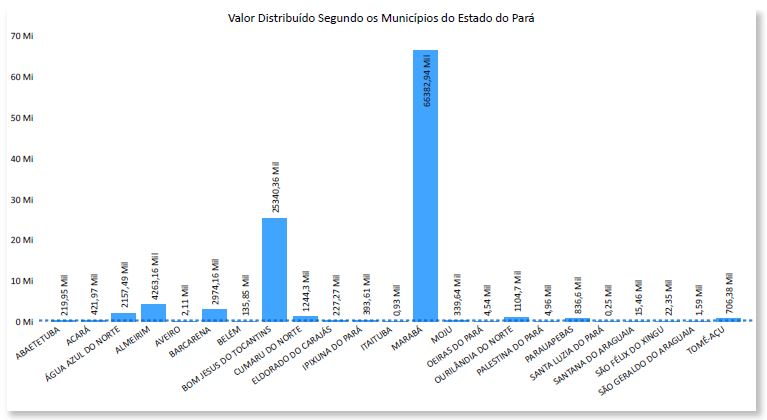 Valor Distribuído Segundo os Municípios do Estado do Pará
70 Mi
60 Mi
50 Mi
40 Mi
30 Mi
20 Mi
10 Mi
0 Mi
219,95 Mil
421,97 Mil
2157,49 Mil
4263,16 Mil
2,11 Mil
2974,16 Mil
135,85 Mil
25340,36 Mil
1244,3 Mil
227,27 Mil
393,61 Mil
0,93 Mil
66382,94 Mil
339,64 Mil
4,54 Mil
1104,7 Mil
4,96 Mil
836,6 Mil
0,25 Mil
15,46 Mil
22,35 Mil
1,59 Mil
706,38 Mil
ABAETETUBA
ACARÁ
ÁGUA AZUL DO NORTE
ALMEIRIM
AVEIRO
BARCARENA
BELÉM
BOM JESUS DO TOCANTINS
CUMARU DO NORTE
ELDORADO DO CARAJÁS
IPIXUNA DO PARÁ
ITAITUBA
MARABÁ
MOJU
OEIRAS DO PARÁ
OURILÂNDIA DO NORTE
PALESTINA DO PARÁ
PARAUAPEBAS
SANTA LUZIA DO PARÁ
SANTANA DO ARAGUAIA
SÃO FÉLIX DO XINGU
SÃO GERALDO DO ARAGUAIA
TOMÉ-AÇU